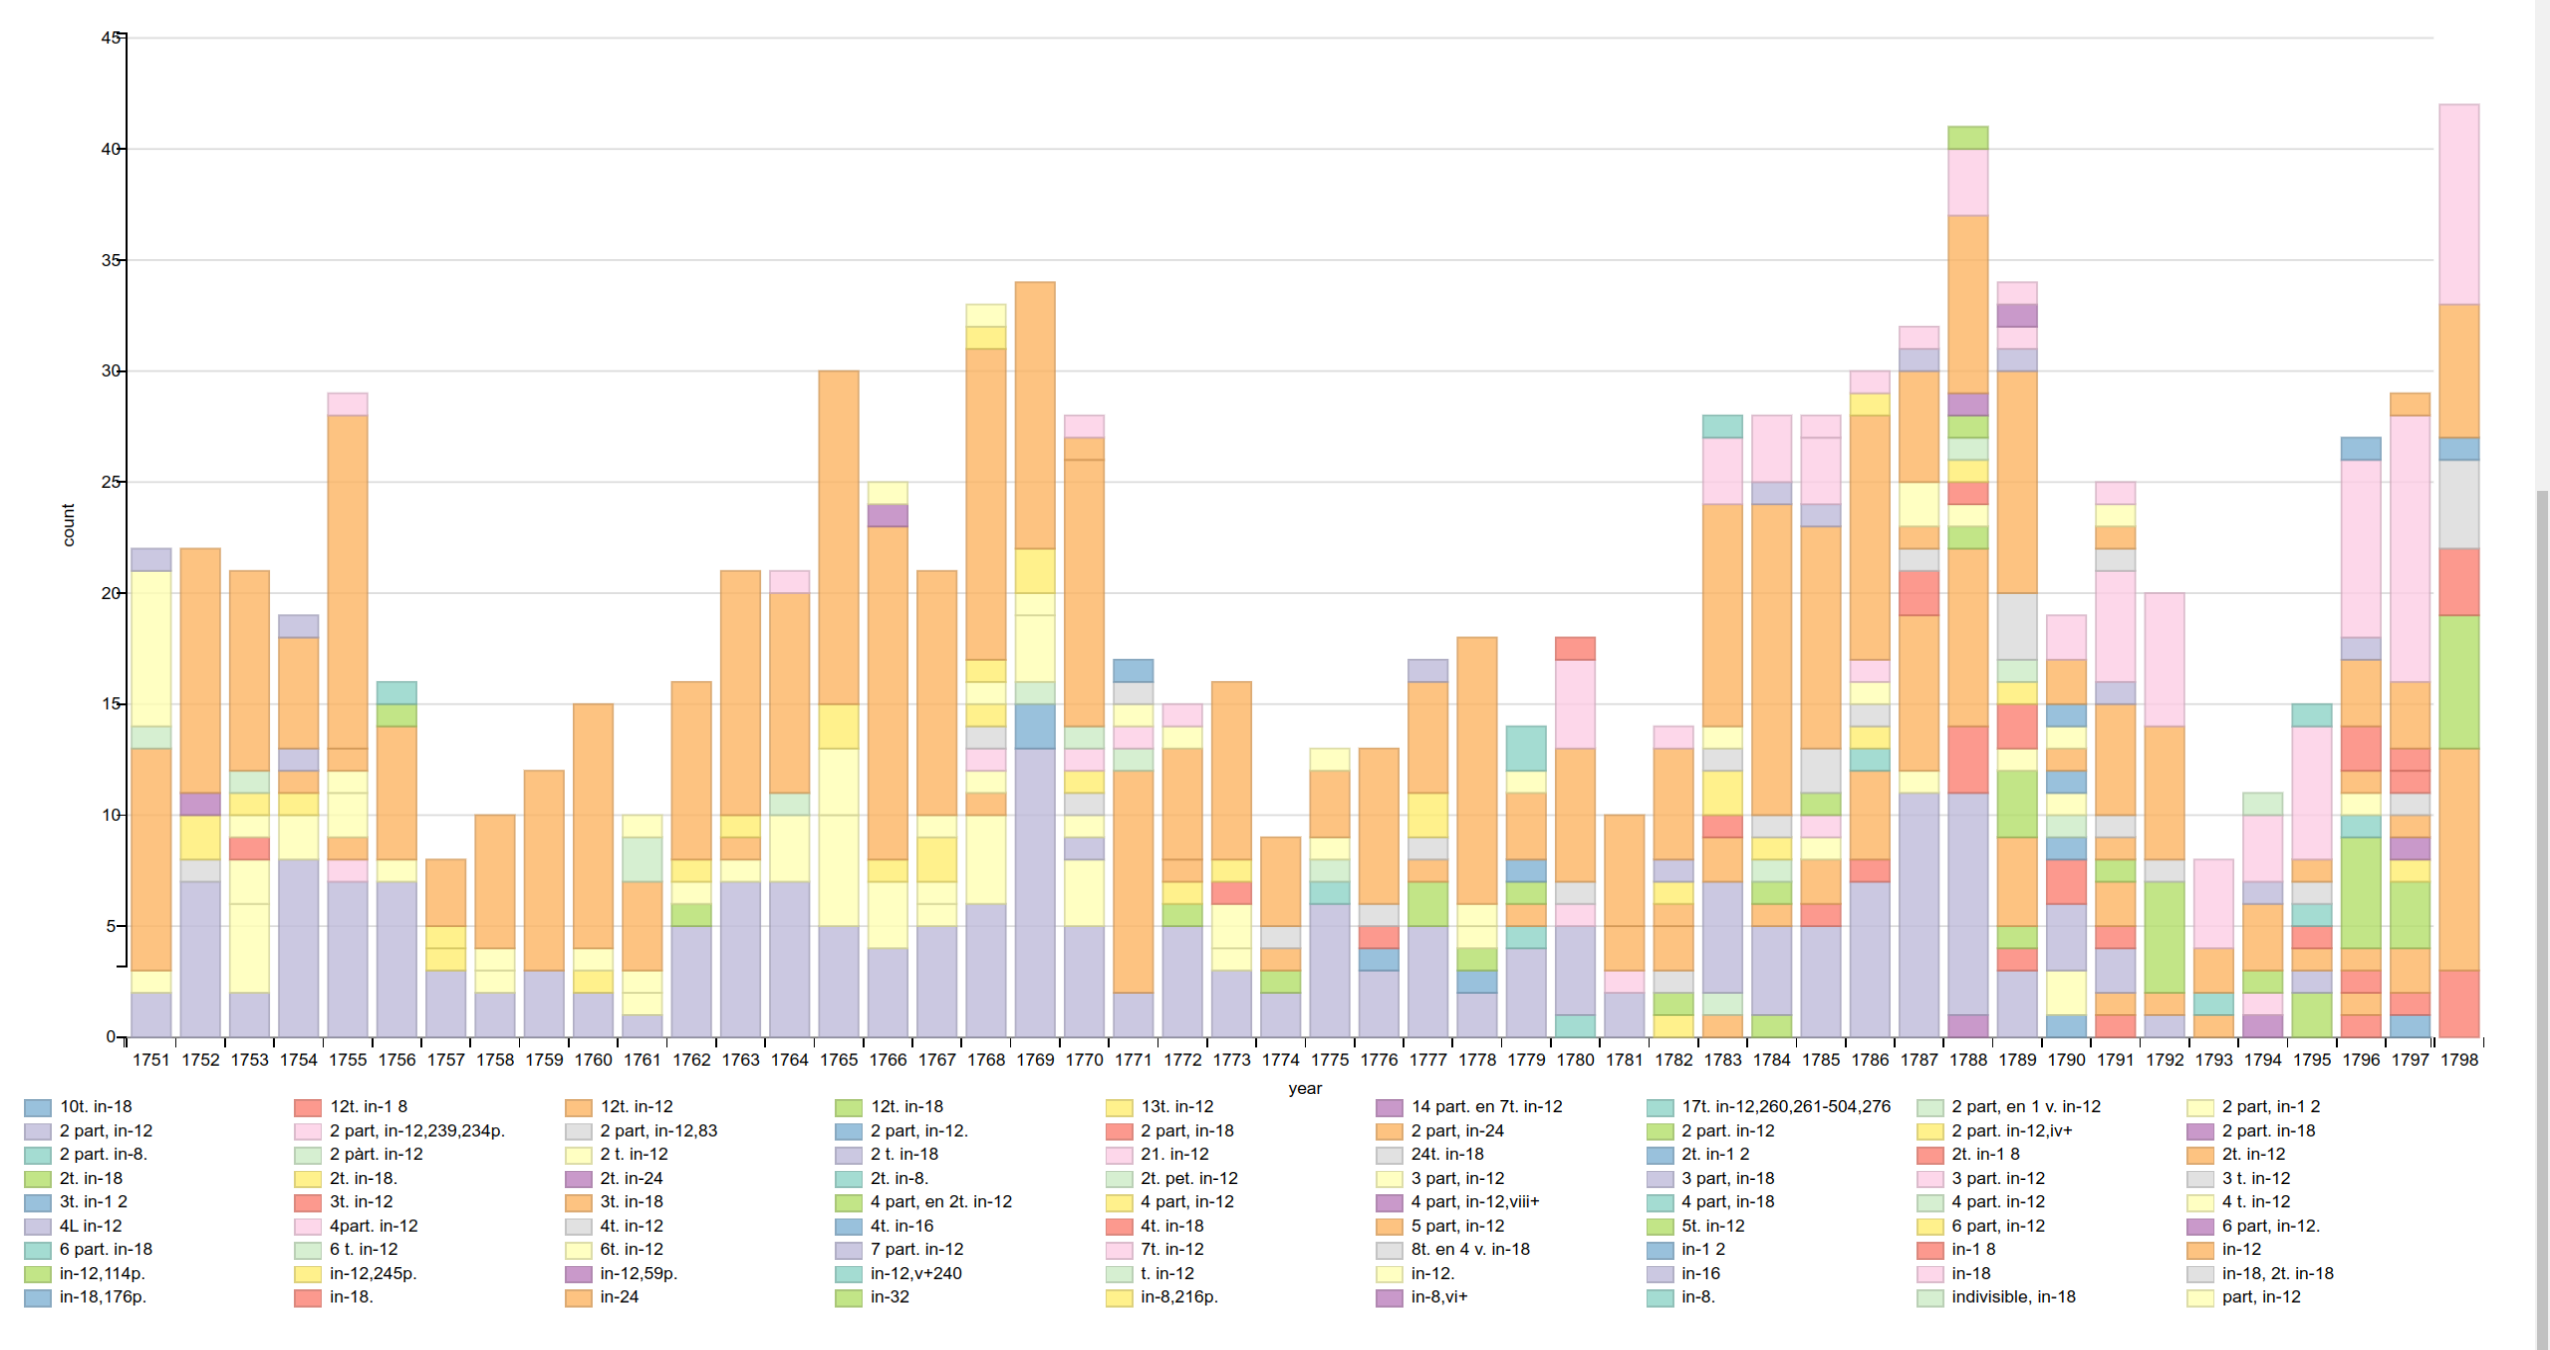 45
40
35
30
25
20
15
10
5
0
count
1751 1752 1753 1754 1755 1756 1757 1758 1759 1760 1761 1762 1763 1764 1765 1766 1767 1768 1769 1770 1771 1772 1773 1774 1775 1776 1777 1778 1779 1780 1781 1782 1783 1784 1785 1786 1787 1788 1789 1790 1791 1792 1793 1794 1795 1796 1797 1798
year
10t. in-18 12t. in-1 8 12t. in-12 12t. in-18 13t. in-12 14 part. en 7t. in-12 17t. in-12,260,261-504,276 2 part, en 1 v. in-12 2 part, in-1 2
2 part, in-12 2 part, in-12,239,234p. 2 part, in-12,83 2 part, in-12. 2 part, in-18 2 part, in-24 2 part. in-12 2 part. in-12,iv+ 2 part. in-18
2 part. in-8. 2 pàrt. in-12 2 t. in-12 2 t. in-18 21. in-12 24t. in-18 2t. in-1 2 2t. in-1 8 2t. in-12
2t. in-18 2t. in-18. 2t. in-24 2t. in-8. 2t. pet. in-12 3 part, in-12 3 part, in-18 3 part. in-12 3 t. in-12
3t. in-1 2 3t. in-12 3t. in-18 4 part, en 2t. in-12 4 part, in-12 4 part, in-12,viii+ 4 part, in-18 4 part. in-12 4 t. in-12
4L in-12 4part. in-12 4t. in-12 4t. in-16 4t. in-18 5 part, in-12 5t. in-12 6 part, in-12 6 part, in-12.
6 part. in-18 6 t. in-12 6t. in-12 7 part. in-12 7t. in-12 8t. en 4 v. in-18 in-1 2 in-1 8 in-12
in-12,114p. in-12,245p. in-12,59p. in-12,v+240 t. in-12 in-12. in-16 in-18 in-18, 2t. in-18
in-18,176p. in-18. in-24 in-32 in-8,216p. in-8,vi+ in-8. indivisible, in-18 part, in-12